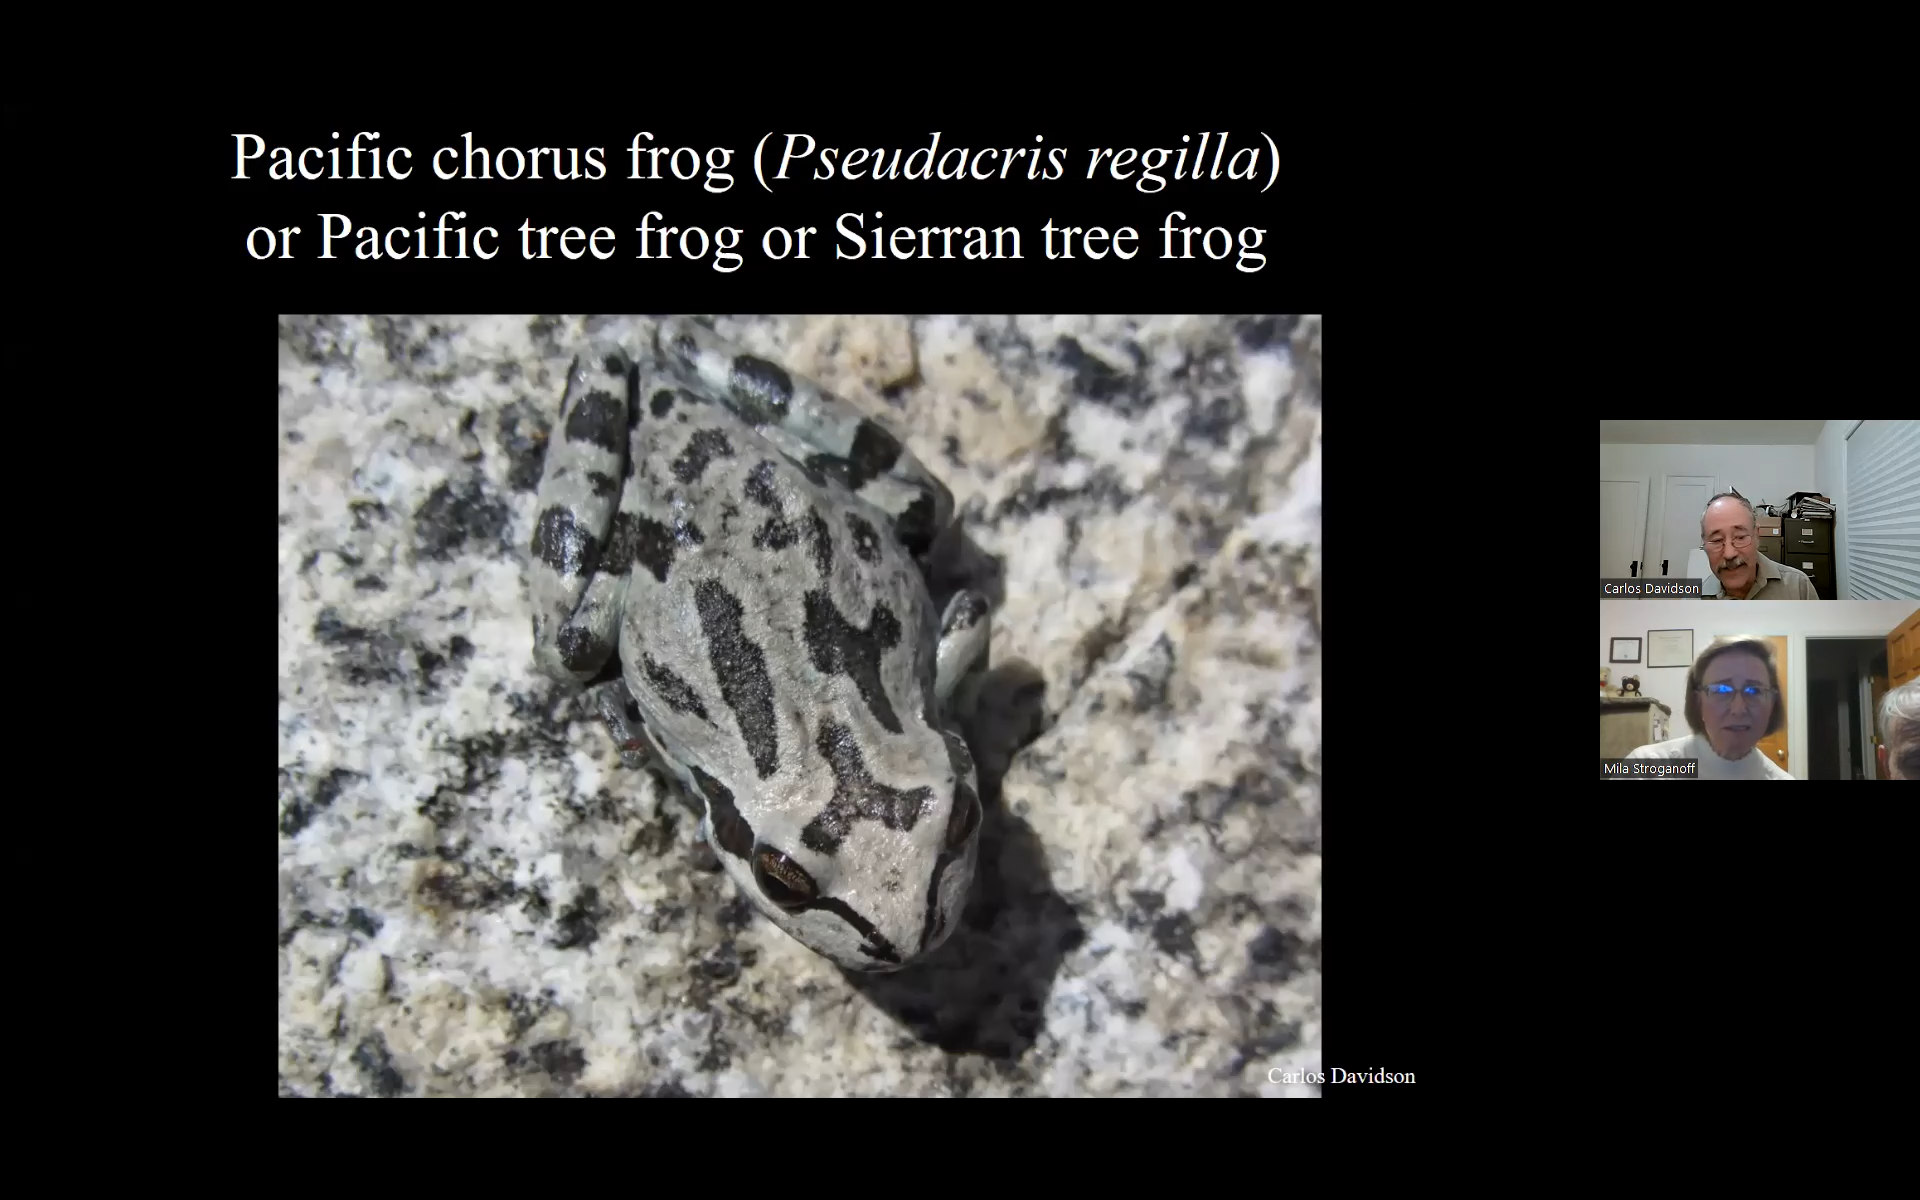 Pacific chorus frog (Pseudacris regilla)
or Pacific tree frog or Sierran tree frog
Carlos Davidson
Carlos Davidson
Mila Stroganoff